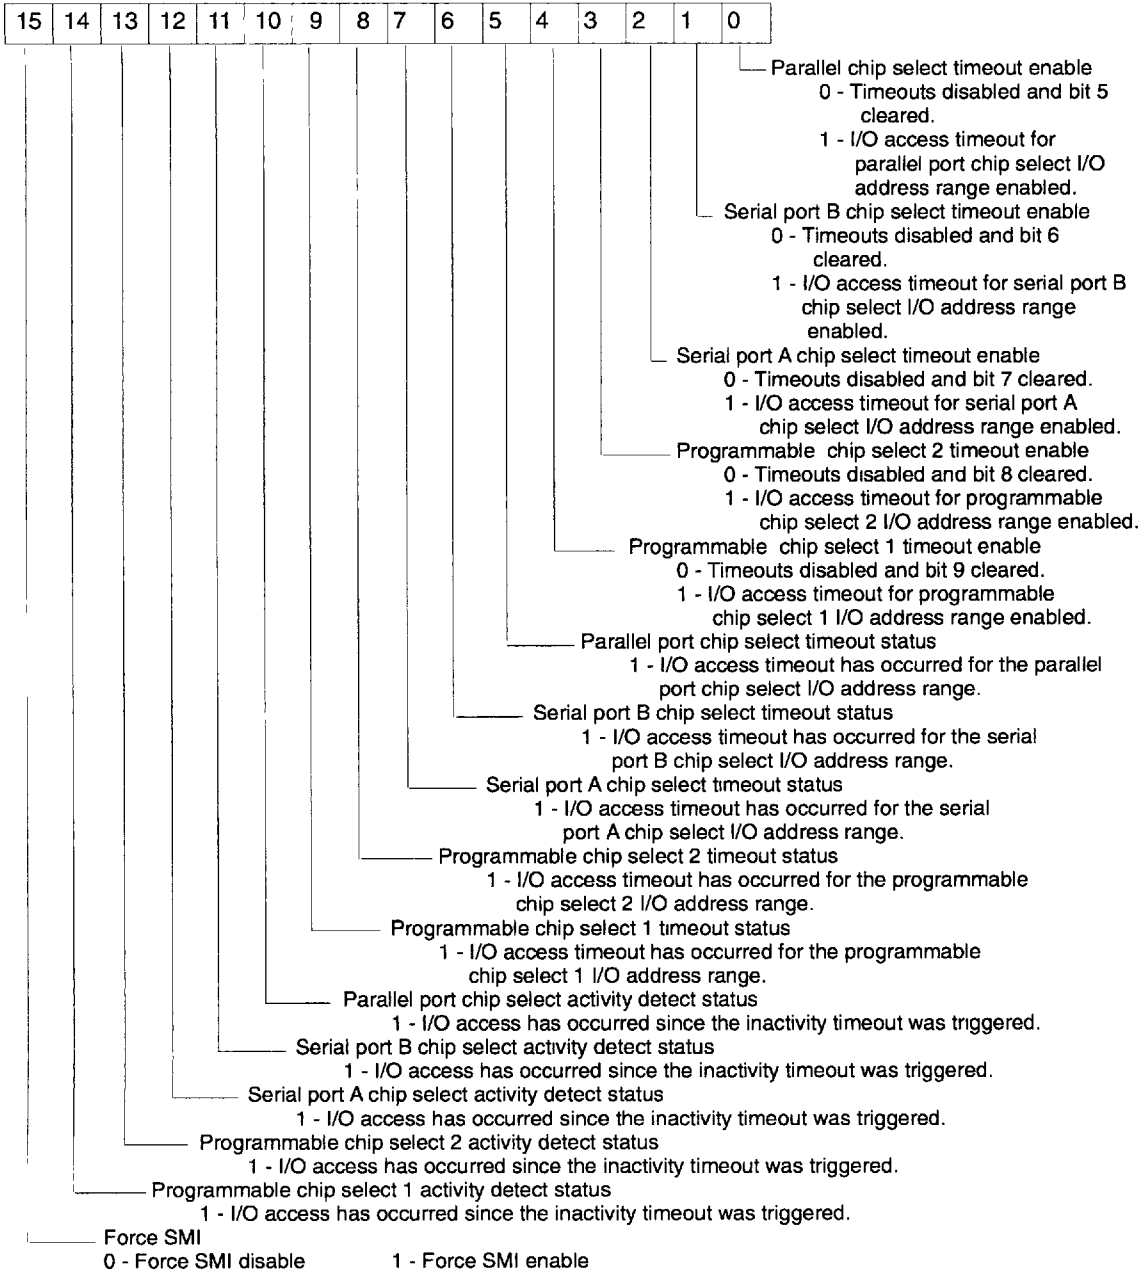 15 14 13 12 11 10 9 8 7 6 5 4 3 2 1 0
Parallel chip select timeout enable
0 - Timeouts disabled and bit 5
cleared.
1 - I/O access timeout for
parallel port chip select I/O
address range enabled.
Serial port B chip select timeout enable
0 - Timeouts disabled and bit 6
cleared.
1 - I/O access timeout for serial port B
chip select I/O address range
enabled.
Serial port A chip select timeout enable
0 - Timeouts disabled and bit 7 cleared.
1 - I/O access timeout for serial port A
chip select I/O address range enabled.
Programmable chip select 2 timeout enable
0 - Timeouts disabled and bit 8 cleared.
1 - I/O access timeout for programmable
chip select 2 I/O address range enabled.
Programmable chip select 1 timeout enable
0 - Timeouts disabled and bit 9 cleared.
1 - I/O access timeout for programmable
chip select 1 I/O address range enabled.
Parallel port chip select timeout status
1 - I/O access timeout has occurred for the parallel
port chip select I/O address range.
Serial port B chip select timeout status
1 - I/O access timeout has occurred for the serial
port B chip select I/O address range.
Serial port A chip select timeout status
1 - I/O access timeout has occurred for the serial
port A chip select I/O address range.
Programmable chip select 2 timeout status
1 - I/O access timeout has occurred for the programmable
chip select 2 I/O address range.
Programmable chip select 1 timeout status
1 - I/O access timeout has occurred for the programmable
chip select 1 I/O address range.
Parallel port chip select activity detect status
1 - I/O access has occurred since the inactivity timeout was triggered.
Serial port B chip select activity detect status
1 - I/O access has occurred since the inactivity timeout was triggered.
Serial port A chip select activity detect status
1 - I/O access has occurred since the inactivity timeout was triggered.
Programmable chip select 2 activity detect status
1 - I/O access has occurred since the inactivity timeout was triggered.
Programmable chip select 1 activity detect status
1 - I/O access has occurred since the inactivity timeout was triggered.
Force SMI
0 - Force SMI disable 1 - Force SMI enable